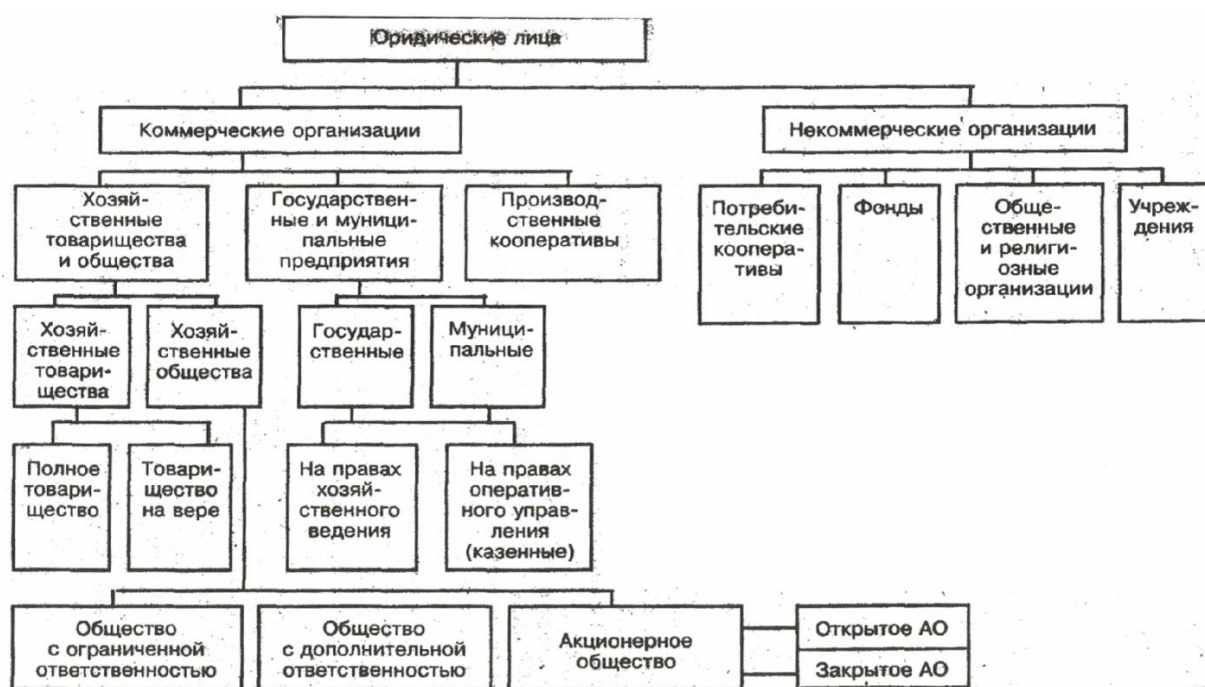 Юридические лица
Коммерческие организации
Некоммерческие организации
Хозяй-
ственные
товарищества
и общества
Государствен-
ные и муници-
пальные
предприятия
Производ-
ственные
кооперативы
Потреби-
тельские
коопера-
тивы
Фонды
Обще-
ственные
и религи-
озные
организации
Учреж-
дения
Хозяй-
ственные
товари-
щества
Хозяй-
ственные
общества
Государ-
ственные
Муници-
пальные
Полное
товари-
щество
Товари-
щество
на вере
На правах
хозяй-
ственного
ведения
На правах
оператив-
ного управ-
ления
(казенные)
Общество
с ограниченной
ответственностью
Общество
с дополнительной
ответственностью
Акционерное
общество
Открытое АО
Закрытое АО